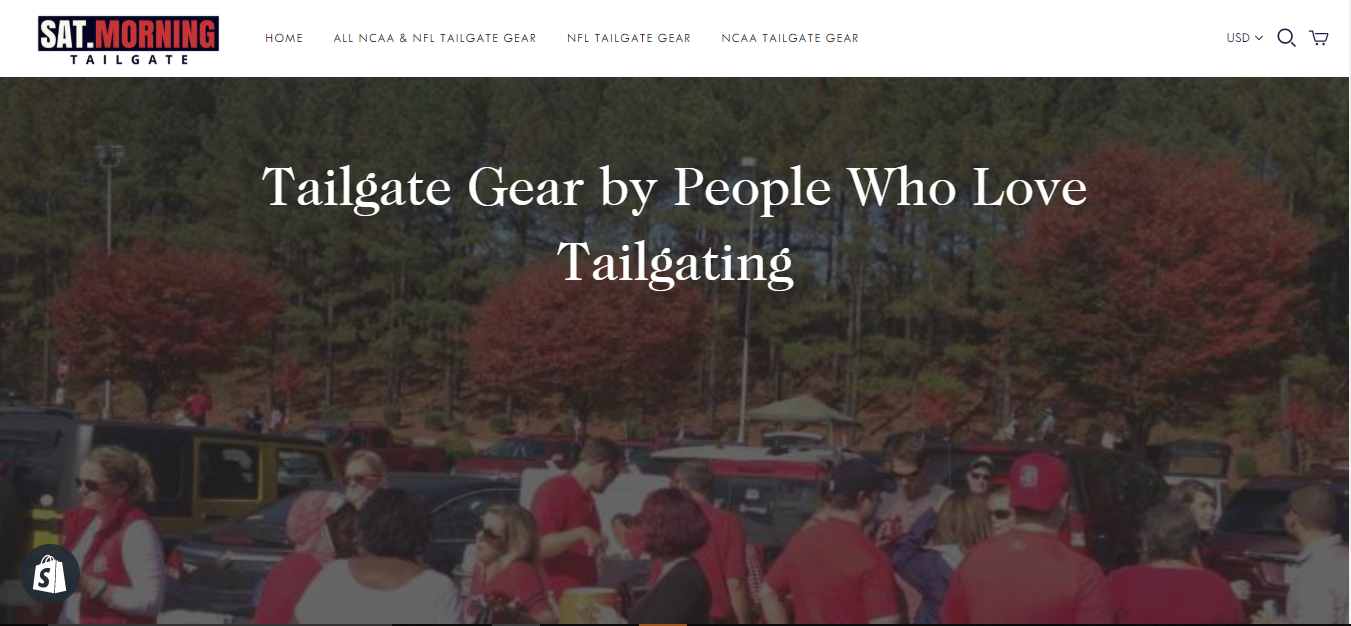 SAT.MORNING
TAILGATE
HOME
ALL NCAA & NFL TAILGATE GEAR
NFL TAILGATE GEAR
NCAA TAILGATE GEAR
USD
Tailgate Gear by People Who Love
Tailgating
S